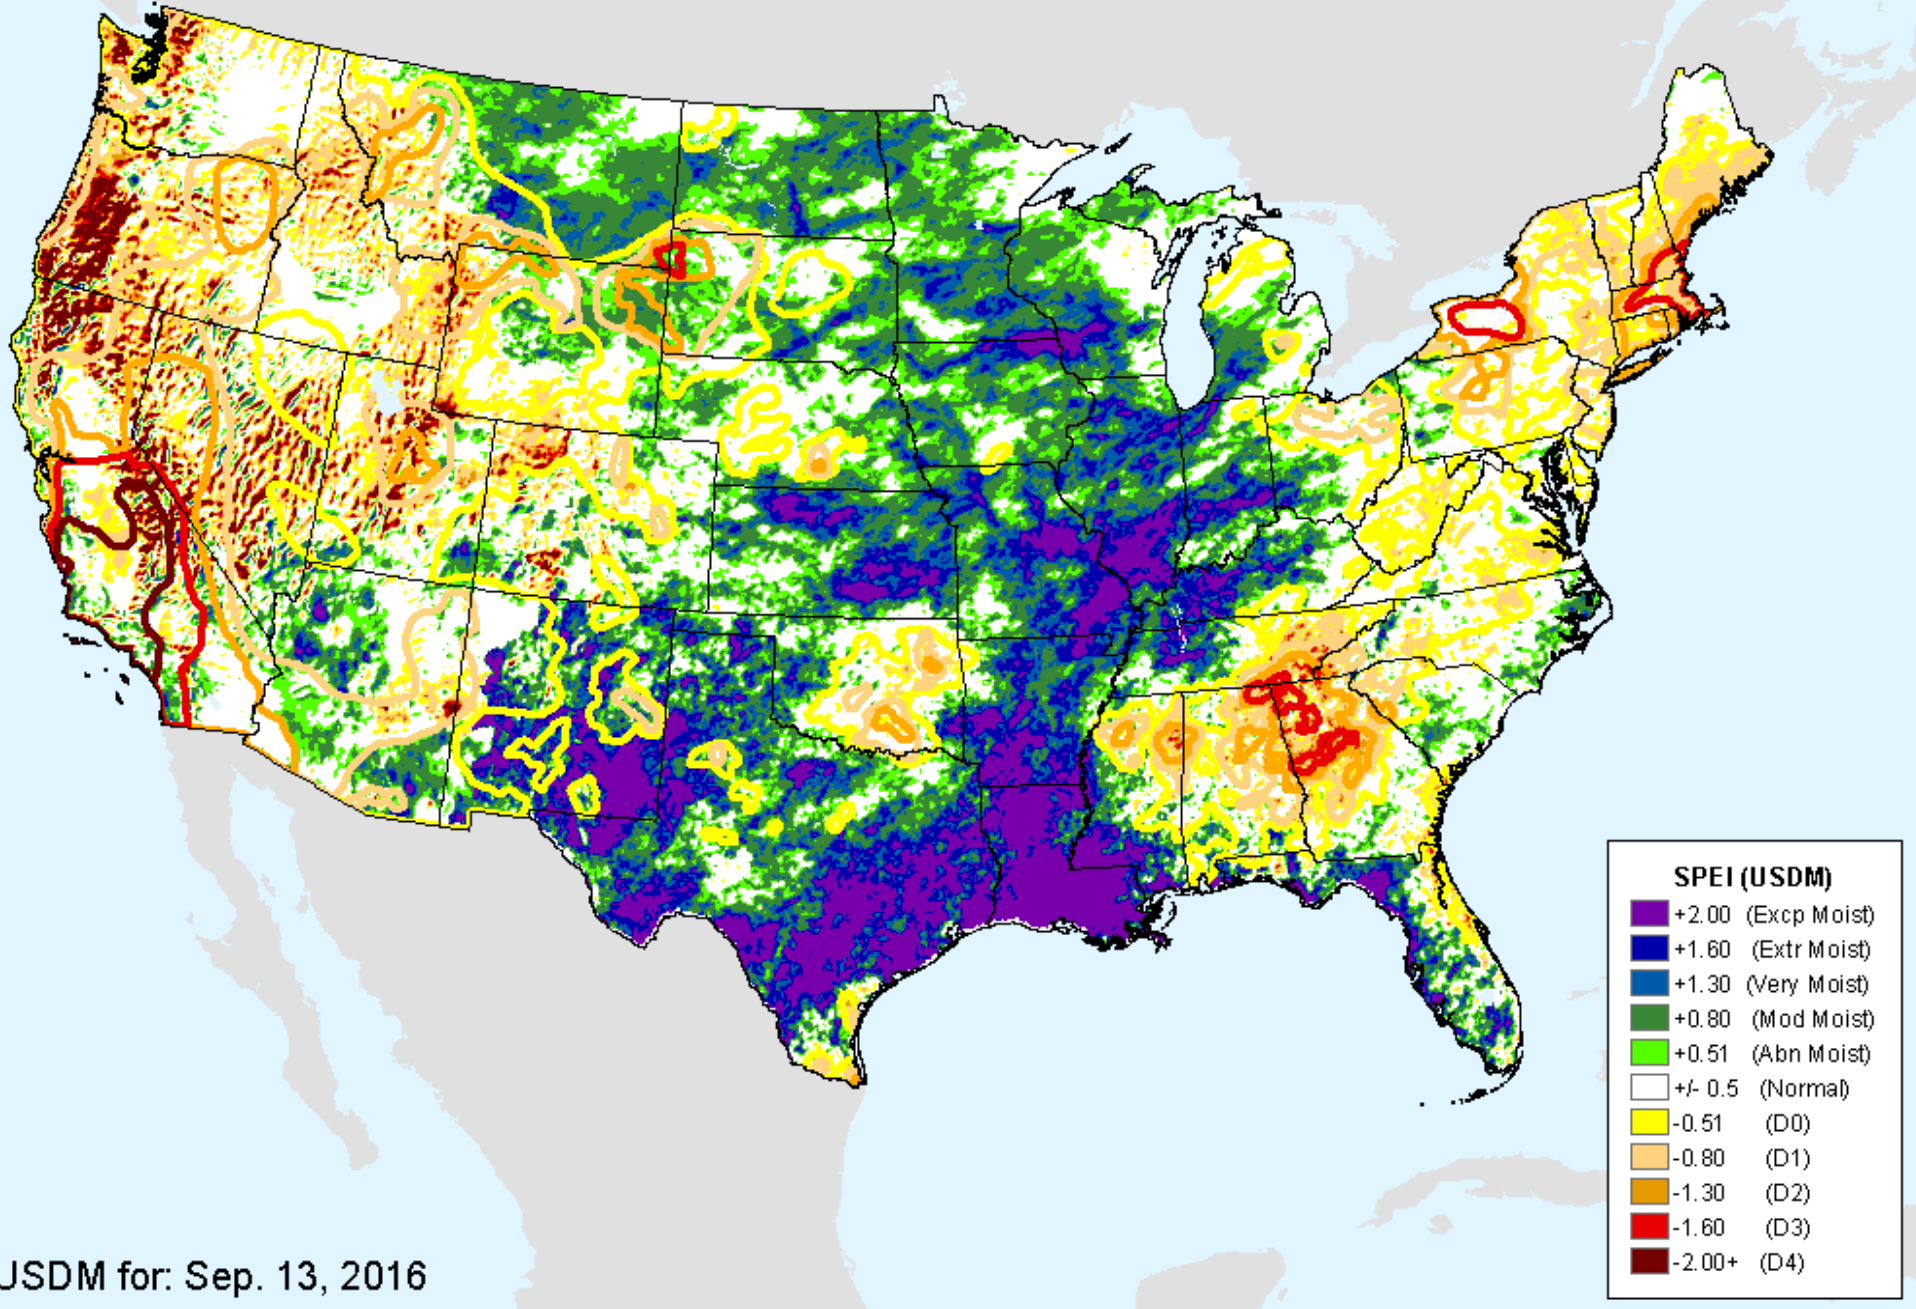 SPEI (USDM)
+2.00 (Excp Moist)
+1.60 (Extr Moist)
+1.30 (Very Moist)
+0.80 (Mod Moist)
+0.51 (Abn Moist)
+/- 0.5 (Normal)
-0.51 (D0)
-0.80 (D1)
-1.30 (D2)
-1.60 (D3)
-2.00+ (D4)
USDM for: Sep. 13, 2016